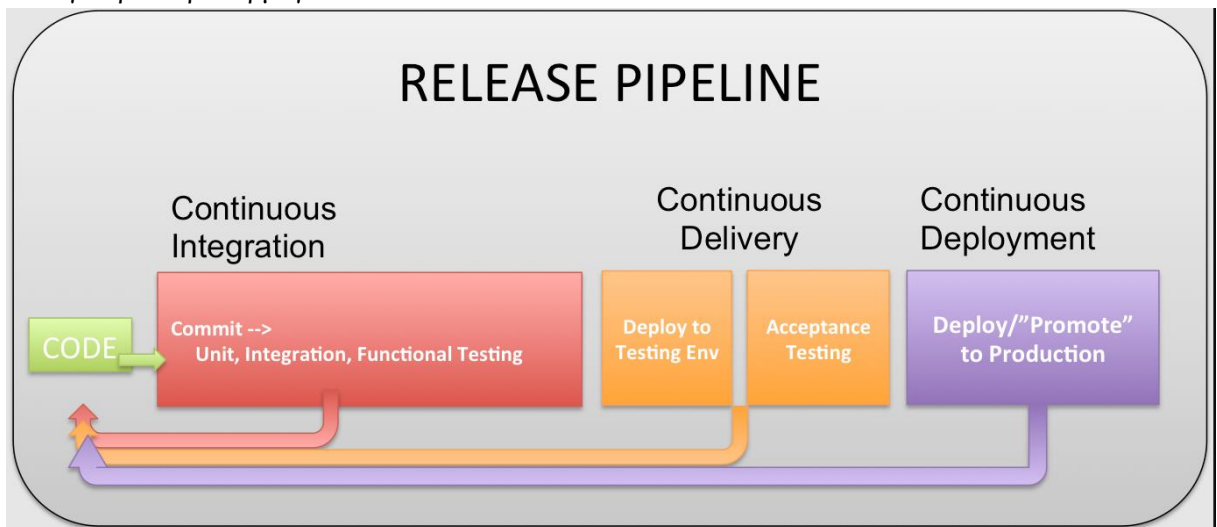 RELEASE PIPELINE
Continuous
Integration
Continuous
Delivery
Continuous
Deployment
CODE
Commit -->
Unit, Integration, Functional Testing
Deploy to
Testing Env
Acceptance
Testing
Deploy/”Promote”
to Production